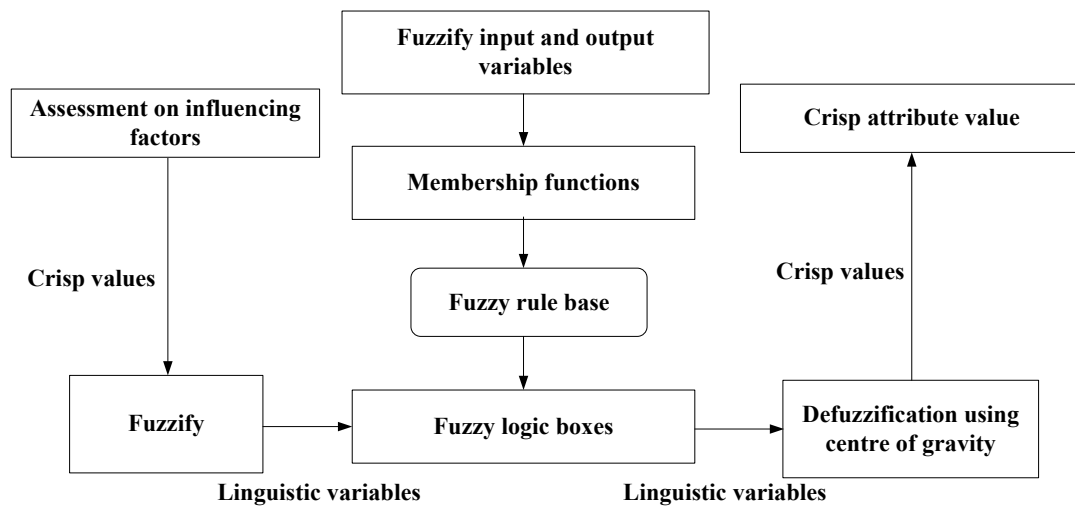 Fuzzify input and output
variables
Assessment on influencing
factors
Crisp attribute value
Membership functions
Crisp values
Crisp values
Fuzzy rule base
Fuzzify
Fuzzy logic boxes
Defuzzification using
centre of gravity
Linguistic variables
Linguistic variables